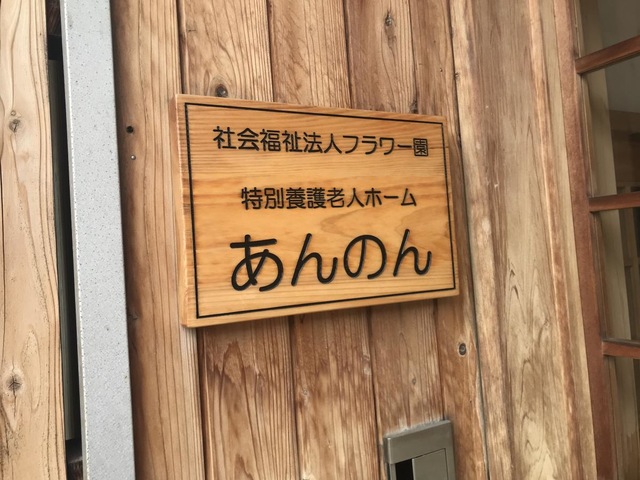 社会福祉法人フラワー園
特別養護老人ホーム
あんのん